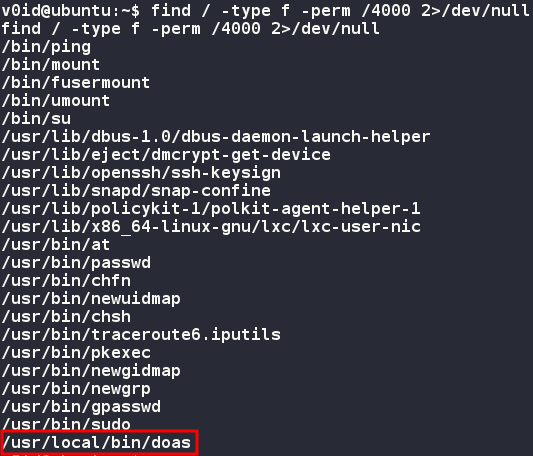 v0id@ubuntu:~$ find / -type f -perm /4000 2>/dev/null
find / -type f -perm /4000 2>/dev/null
/bin/ping
/bin/mount
/bin/fusermount
/bin/umount
/bin/su
/usr/lib/dbus-1.0/dbus-daemon-launch-helper
/usr/lib/eject/dmcrypt-get-device
/usr/lib/openssh/ssh-keysign
/usr/lib/snapd/snap-confine
/usr/lib/policykit-1/polkit-agent-helper-1
/usr/lib/x86_64-linux-gnu/lxc/lxc-user-nic
/usr/bin/at
/usr/bin/passwd
/usr/bin/chfn
/usr/bin/newuidmap
/usr/bin/chsh
/usr/bin/traceroute6.iputils
/usr/bin/pkexec
/usr/bin/newgidmap
/usr/bin/newgrp
/usr/bin/gpasswd
/usr/bin/sudo
/usr/local/bin/doas